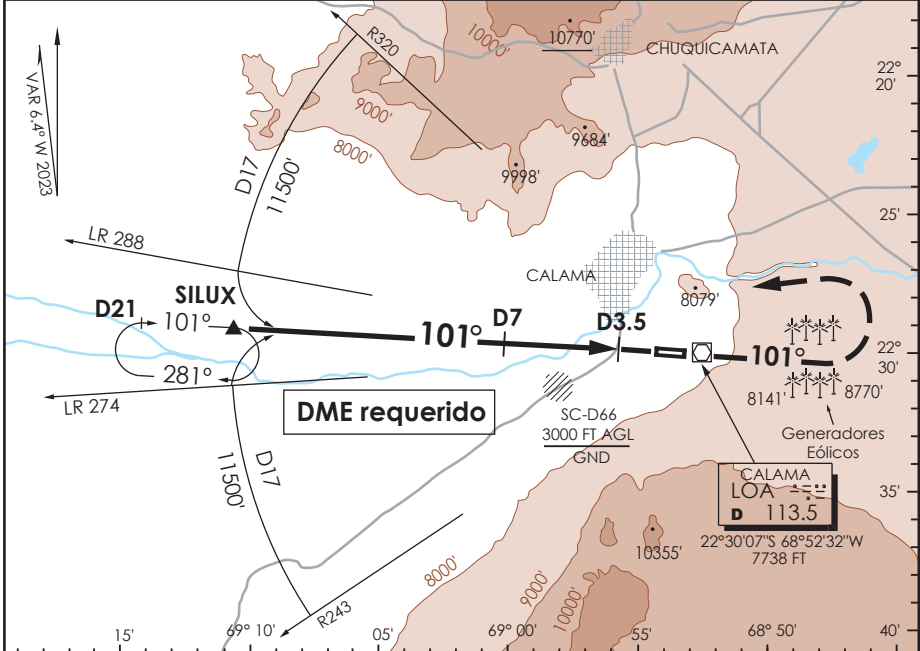 R320
10000'
10770'
CHUQUICAMATA
22°
20'
VAR 6.4° W 2023
9000'
8000'
9684'
9998'
D17
11500'
25'
LR 288
CALAMA
8079'
D21
SILUX
101°
101°
D7
D3.5
101°
22°
30'
281°
LR 274
DME requerido
SC-D66
3000 FT AGL
GND
8141'
8770'
Generadores
Eólicos
D17
11500'
CALAMA
LOA
D 113.5
22°30'07"S 68°52'32"W
7738 FT
35'
10355'
8000'
9000'
10000'
R243
15'
69° 10'
05'
69° 00'
55'
68° 50'
40'